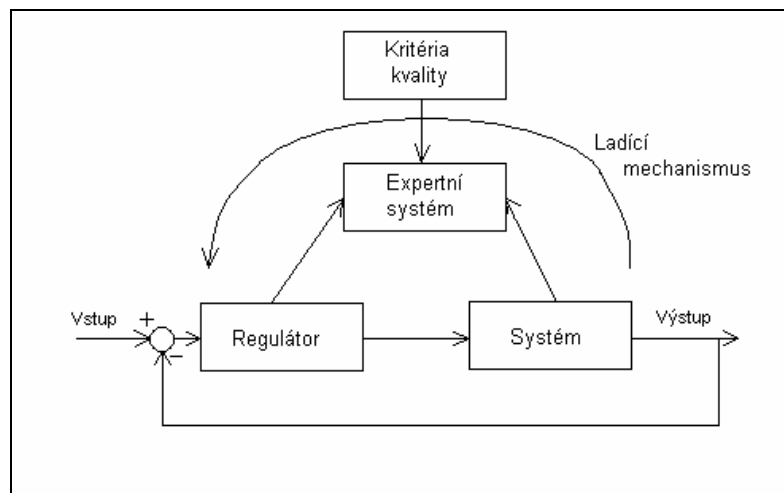 Kritéria
kvality
Ladící
mechanismus
Expertní
systém
Vstup
+
−
Regulátor
Systém
Výstup